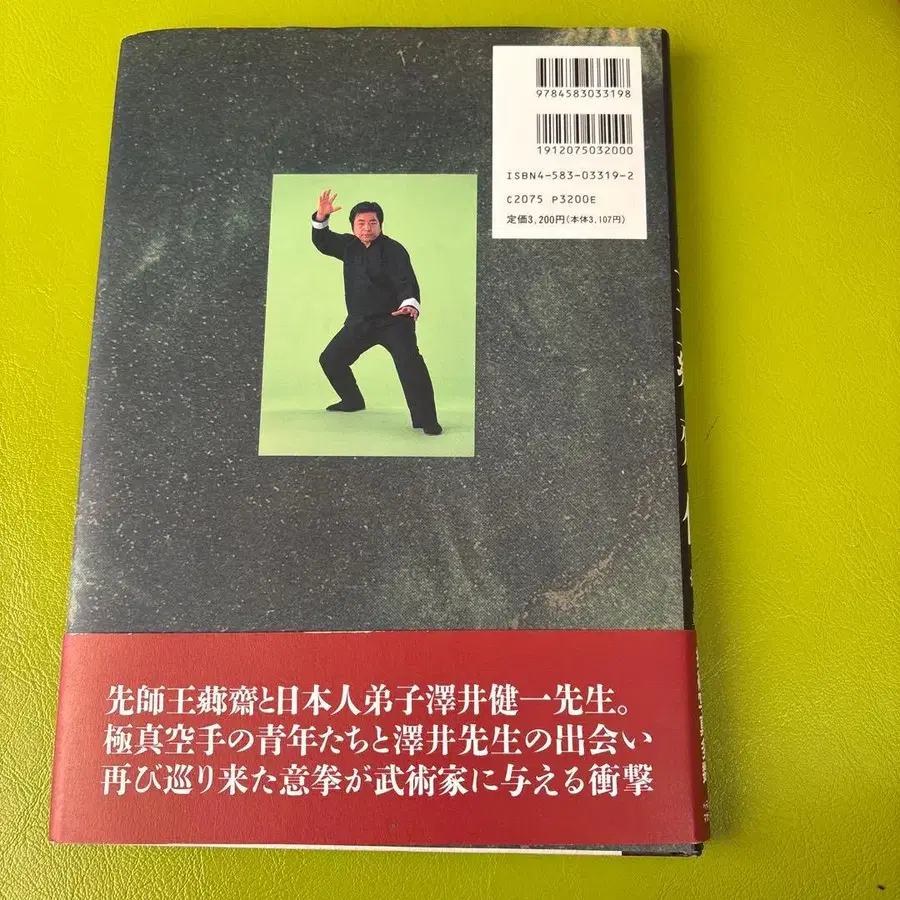 9784583033198
1912075032000
ISBN4-583-03319-2
C2075 P3200E
定価3,200円(本体3,107円)
先師王薌齋と日本人弟子澤井健一先生。
極真空手の青年たちと澤井先生の出会い
再び巡り来た意拳が武術家に与える衝撃